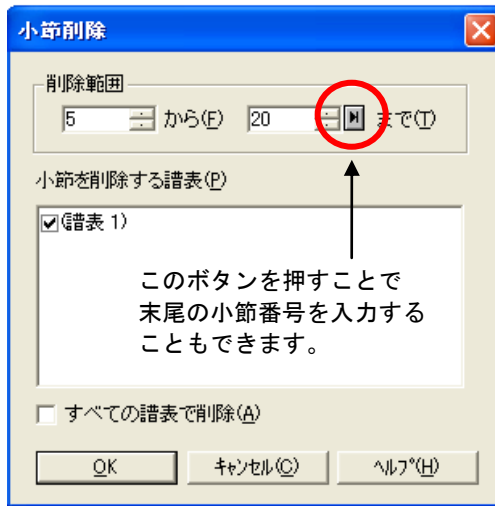 小節削除
削除範囲
5 から(F) 20 まで(T)
小節を削除する譜表(P)
(譜表 1)
このボタンを押すことで
末尾の小節番号を入力する
こともできます。
すべての譜表で削除(A)
OK キャンセル(C) ヘルプ(H)